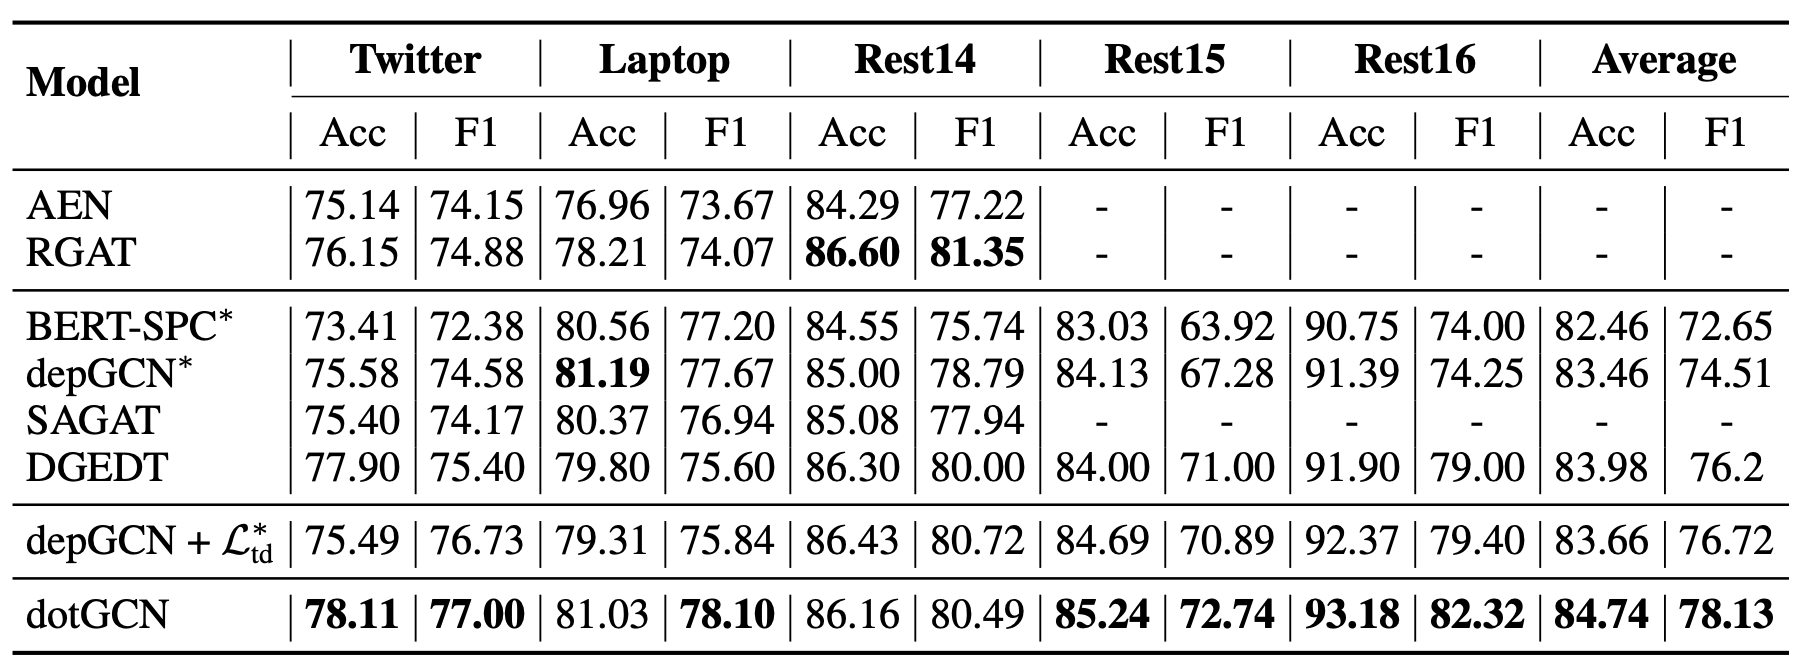 Model Twitter Laptop Rest14 Rest15 Rest16 Average
Acc F1 Acc F1 Acc F1 Acc F1 Acc F1 Acc F1
AEN 75.14 74.15 76.96 73.67 84.29 77.22 - - - - - -
RGAT 76.15 74.88 78.21 74.07 86.60 81.35 - - - - - -
BERT-SPC* 73.41 72.38 80.56 77.20 84.55 75.74 83.03 63.92 90.75 74.00 82.46 72.65
depGCN* 75.58 74.58 81.19 77.67 85.00 78.79 84.13 67.28 91.39 74.25 83.46 74.51
SAGAT 75.40 74.17 80.37 76.94 85.08 77.94 - - - - - -
DGEDT 77.90 75.40 79.80 75.60 86.30 80.00 84.00 71.00 91.90 79.00 83.98 76.2
depGCN + ℒ*td 75.49 76.73 79.31 75.84 86.43 80.72 84.69 70.89 92.37 79.40 83.66 76.72
dotGCN 78.11 77.00 81.03 78.10 86.16 80.49 85.24 72.74 93.18 82.32 84.74 78.13